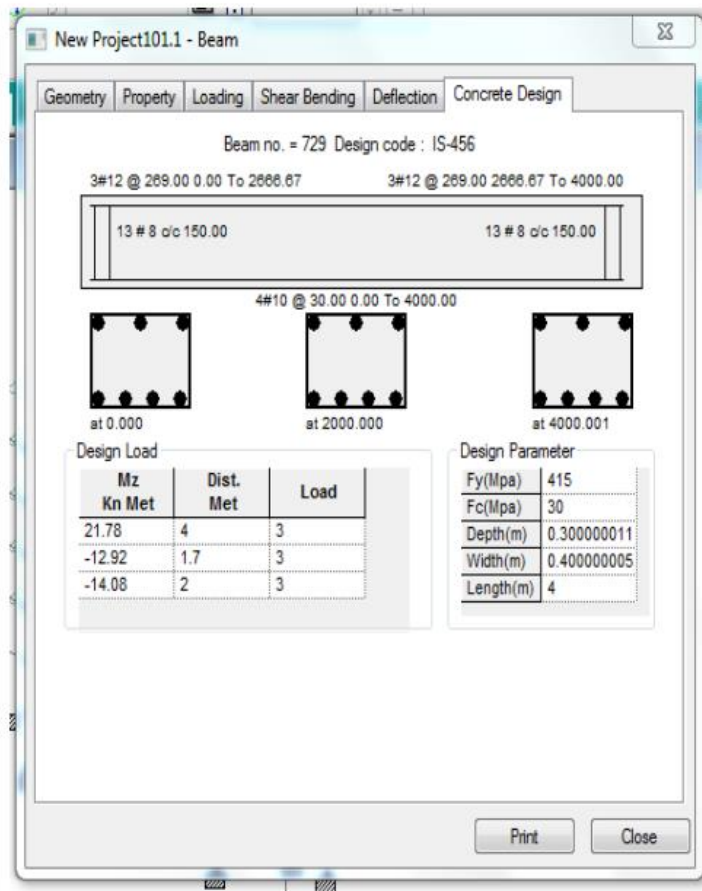 New Project101.1 - Beam
Geometry Property Loading Shear Bending Deflection Concrete Design
Beam no. = 729 Design code : IS-456
3#12 @ 269.00 0.00 To 2666.67 3#12 @ 269.00 2666.67 To 4000.00
13 # 8 c/c 150.00 13 # 8 c/c 150.00
4#10 @ 30.00 0.00 To 4000.00
at 0.000 at 2000.000 at 4000.001
Design Load Design Parameter
Mz Dist. Load
Kn Met Met
21.78 4 3
-12.92 1.7 3
-14.08 2 3
Fy(Mpa) 415
Fc(Mpa) 30
Depth(m) 0.300000011
Width(m) 0.400000005
Length(m) 4
Print Close